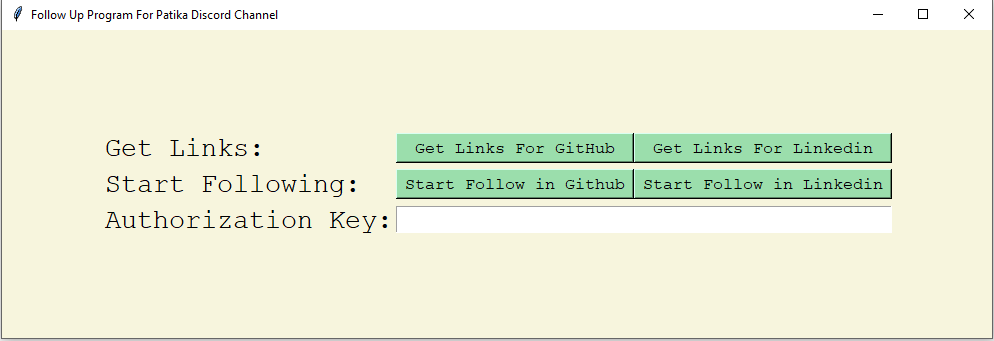 Follow Up Program For Patika Discord Channel
Get Links: Get Links For GitHub Get Links For Linkedin
Start Following: Start Follow in Github Start Follow in Linkedin
Authorization Key: